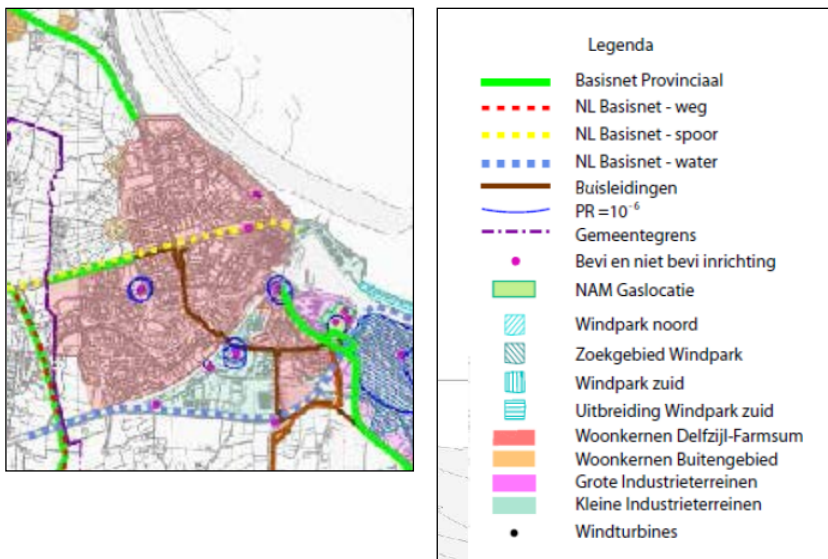 Legenda
Basisnet Provinciaal
NL Basisnet - weg
NL Basisnet - spoor
NL Basisnet - water
Buisleidingen
PR =10⁻⁶
Gemeentegrens
Bevi en niet bevi inrichting
NAM Gaslocatie
Windpark noord
Zoekgebied Windpark
Windpark zuid
Uitbreiding Windpark zuid
Woonkernen Delfzijl-Farmsum
Woonkernen Buitengebied
Grote Industrieterreinen
Kleine Industrieterreinen
Windturbines